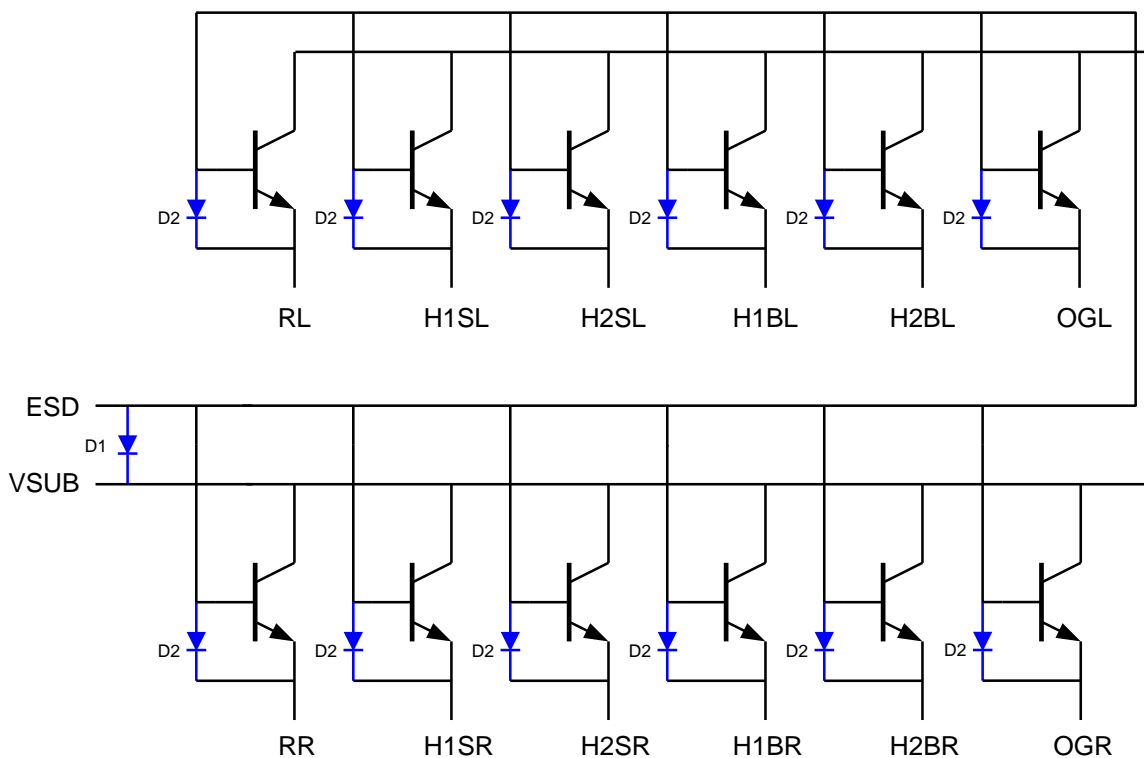 D2 D2 D2 D2 D2 D2
RL H1SL H2SL H1BL H2BL OGL
ESD
D1
VSUB
D2 D2 D2 D2 D2 D2
RR H1SR H2SR H1BR H2BR OGR